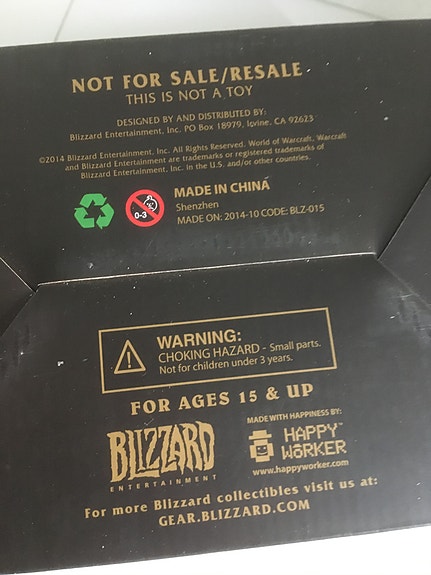 NOT FOR SALE/RESALE
THIS IS NOT A TOY
DESIGNED BY AND DISTRIBUTED BY:
Blizzard Entertainment, Inc. PO Box 18979, Irvine, CA 92623
©2014 Blizzard Entertainment, Inc. All Rights Reserved. World of Warcraft, Warcraft
and Blizzard Entertainment are trademarks or registered trademarks of
Blizzard Entertainment, Inc. in the U.S. and/or other countries.
0-3
MADE IN CHINA
Shenzhen
MADE ON: 2014-10 CODE: BLZ-015
WARNING:
CHOKING HAZARD - Small parts.
Not for children under 3 years.
FOR AGES 15 & UP
BLIZZARD
ENTERTAINMENT
MADE WITH HAPPINESS BY:
HAPPY™
WORKER
www.happyworker.com
For more Blizzard collectibles visit us at:
GEAR.BLIZZARD.COM